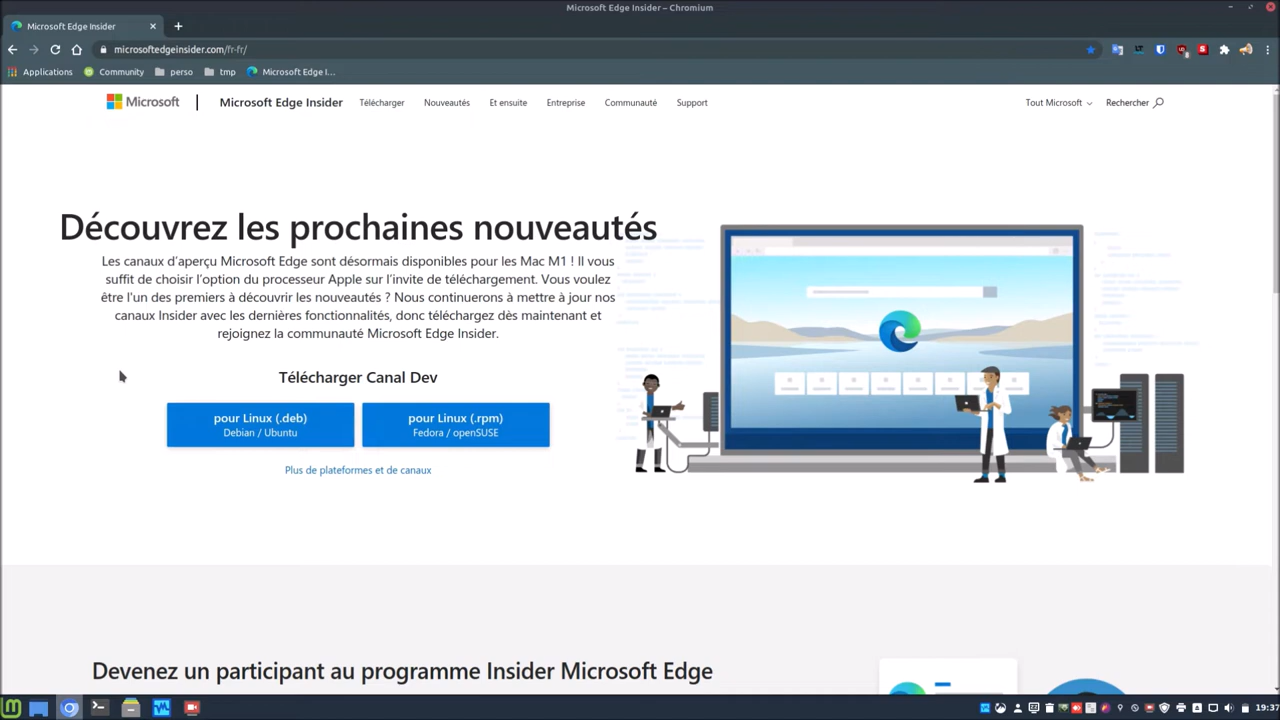 Microsoft Edge Insider – Chromium
Microsoft Edge Insider
microsoftedgeinsider.com/fr-fr/
Applications Community perso tmp Microsoft Edge I...
Microsoft Microsoft Edge Insider Télécharger Nouveautés Et ensuite Entreprise Communauté Support Tout Microsoft Rechercher
Découvrez les prochaines nouveautés
Les canaux d'aperçu Microsoft Edge sont désormais disponibles pour les Mac M1 ! Il vous
suffit de choisir l'option du processeur Apple sur l'invite de téléchargement. Vous voulez
être l'un des premiers à découvrir les nouveautés ? Nous continuerons à mettre à jour nos
canaux Insider avec les dernières fonctionnalités, donc téléchargez dès maintenant et
rejoignez la communauté Microsoft Edge Insider.
Télécharger Canal Dev
pour Linux (.deb)
Debian / Ubuntu
pour Linux (.rpm)
Fedora / openSUSE
Plus de plateformes et de canaux
Devenez un participant au programme Insider Microsoft Edge
19:37